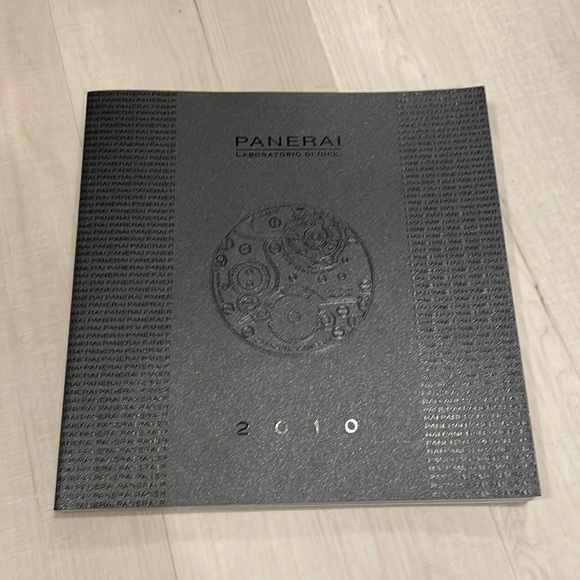 PANERAI
LABORATORIO DI IDEE.
2010